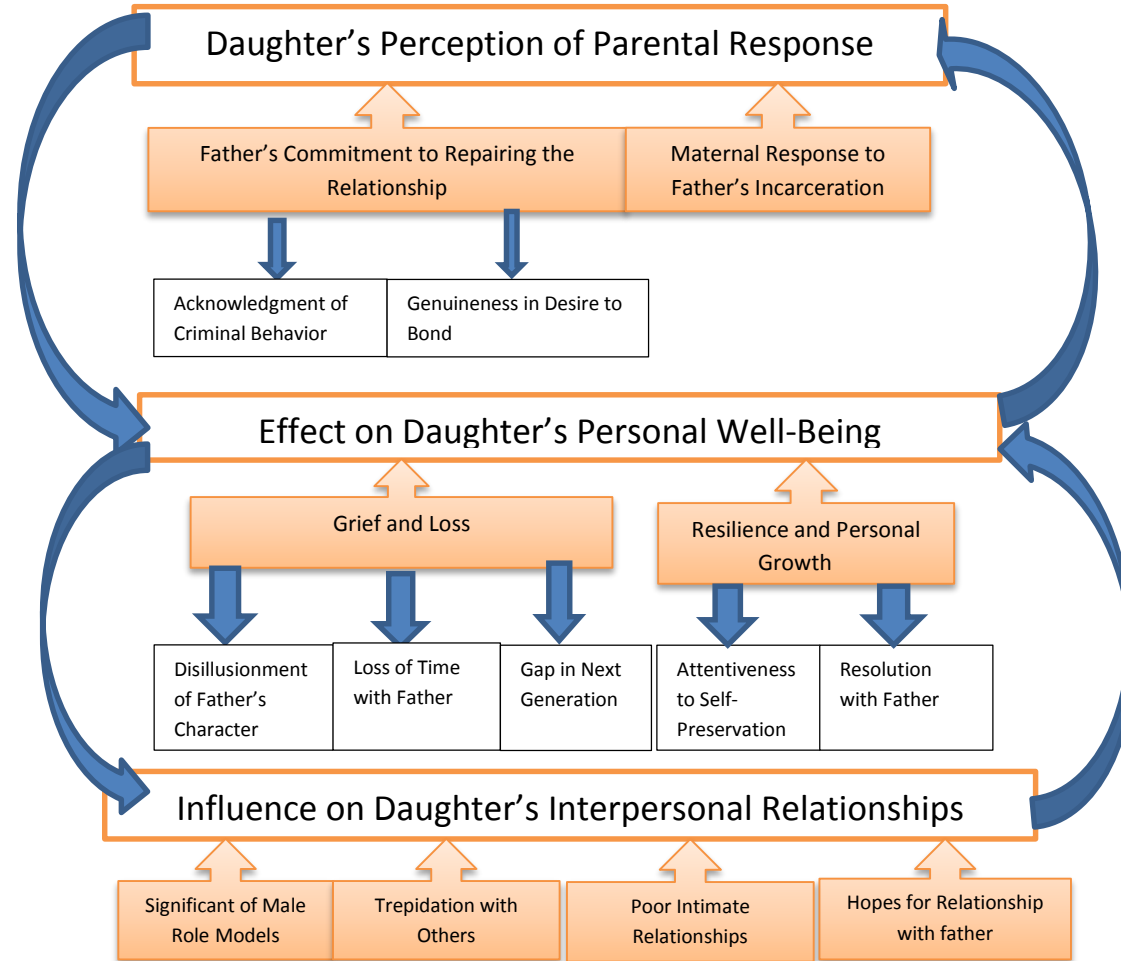 Daughter’s Perception of Parental Response
Father’s Commitment to Repairing the
Relationship
Maternal Response to
Father’s Incarceration
Acknowledgment of
Criminal Behavior
Genuineness in Desire to
Bond
Effect on Daughter’s Personal Well-Being
Grief and Loss
Resilience and Personal
Growth
Disillusionment
of Father’s
Character
Loss of Time
with Father
Gap in Next
Generation
Attentiveness
to Self-
Preservation
Resolution
with Father
Influence on Daughter’s Interpersonal Relationships
Significant of Male
Role Models
Trepidation with
Others
Poor Intimate
Relationships
Hopes for Relationship
with father